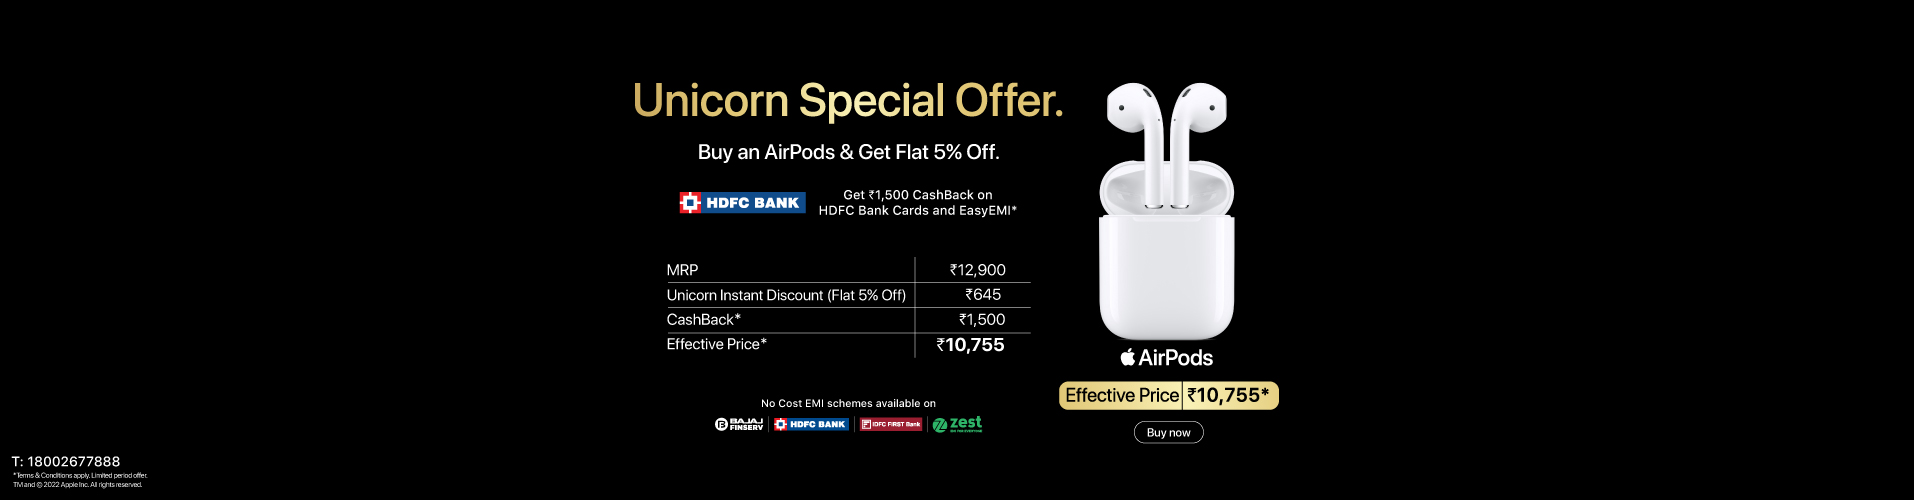 Unicorn Special Offer.
Buy an AirPods & Get Flat 5% Off.
HDFC BANK
Get ₹1,500 CashBack on
HDFC Bank Cards and EasyEMI*
MRP ₹12,900
Unicorn Instant Discount (Flat 5% Off) ₹645
CashBack* ₹1,500
Effective Price* ₹10,755
No Cost EMI schemes available on
B BAJAJ FINSERV HDFC BANK IDFC FIRST Bank zest
AirPods
Effective Price ₹10,755*
Buy now
T: 18002677888
*Terms & Conditions apply. Limited period offer.
TM and © 2022 Apple Inc. All rights reserved.